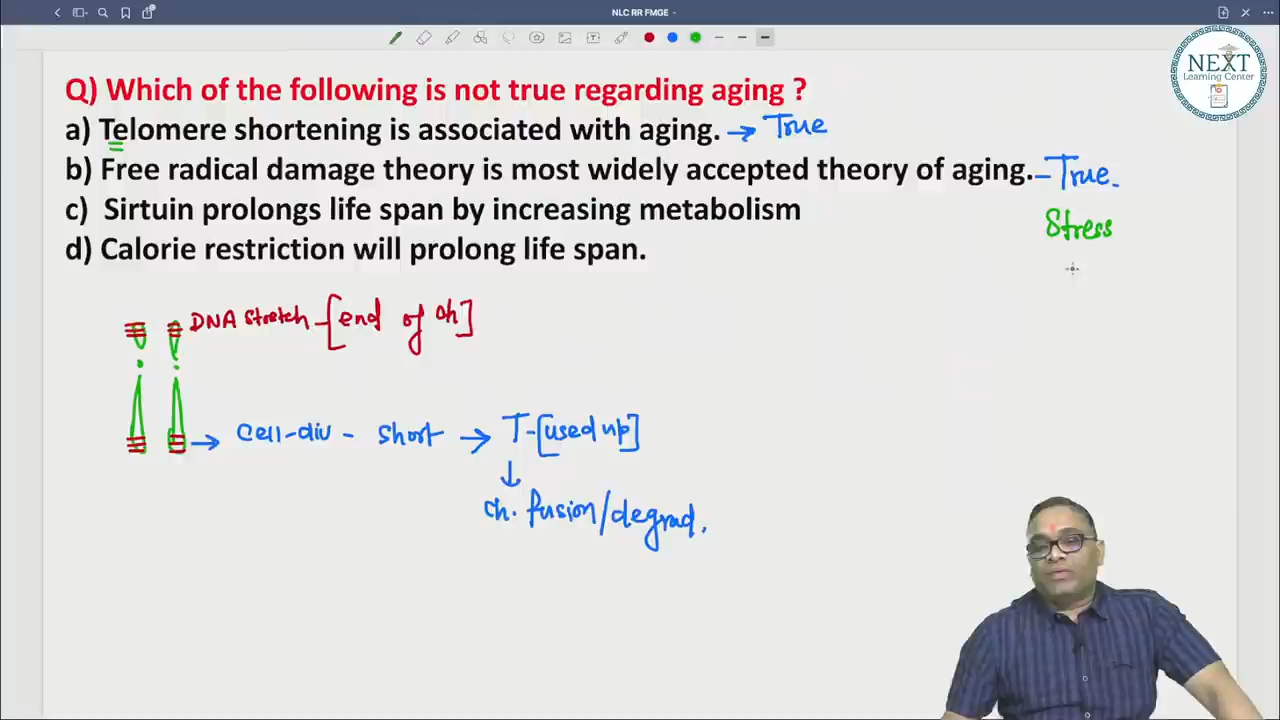 NLC RR FMGE
NEXT
Learning Center
Q) Which of the following is not true regarding aging ?
a) Telomere shortening is associated with aging. → True
b) Free radical damage theory is most widely accepted theory of aging. - True.
c) Sirtuin prolongs life span by increasing metabolism
Stress
d) Calorie restriction will prolong life span.
DNA stretch - [end of ch]
→ Cell-div - short → T-[used up]
↓
ch. fusion/degrad.